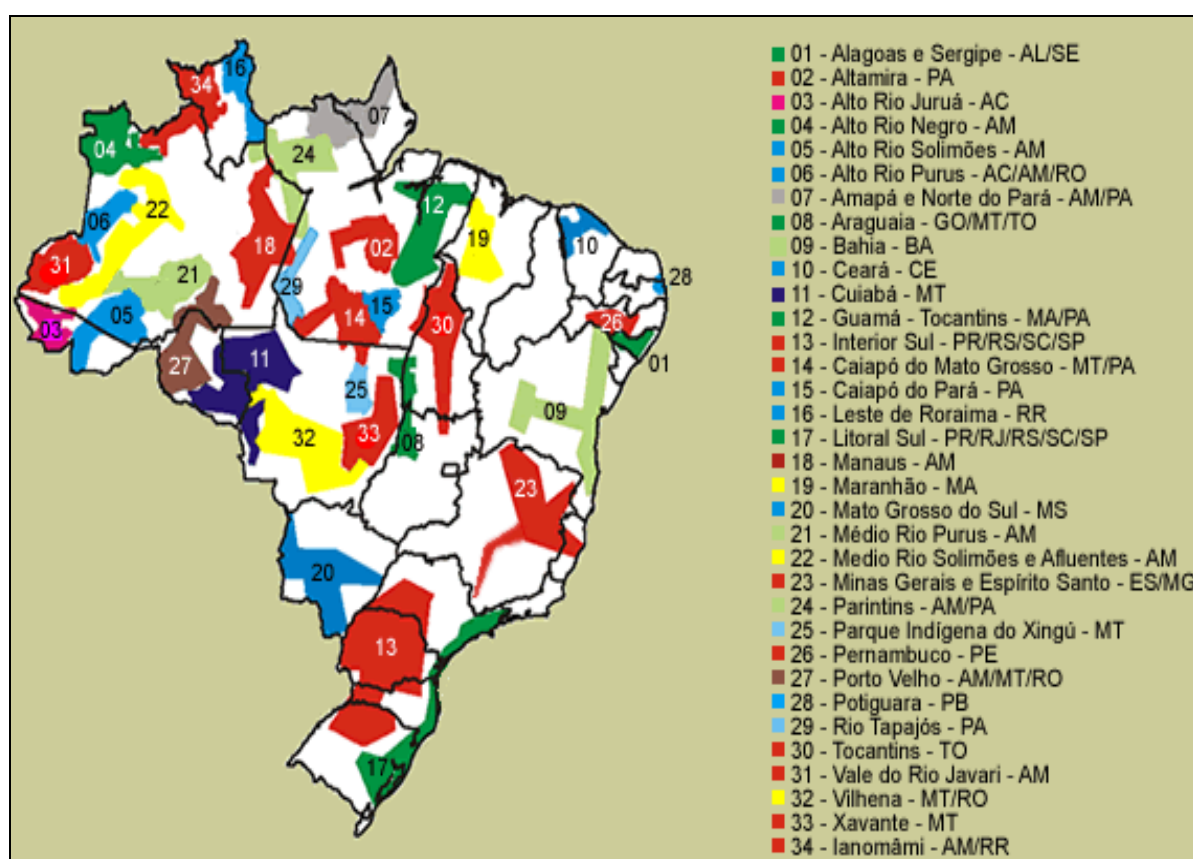 01 - Alagoas e Sergipe - AL/SE
02 - Altamira - PA
03 - Alto Rio Juruá - AC
04 - Alto Rio Negro - AM
05 - Alto Rio Solimões - AM
06 - Alto Rio Purus - AC/AM/RO
07 - Amapá e Norte do Pará - AM/PA
08 - Araguaia - GO/MT/TO
09 - Bahia - BA
10 - Ceará - CE
11 - Cuiabá - MT
12 - Guamá - Tocantins - MA/PA
13 - Interior Sul - PR/RS/SC/SP
14 - Caiapó do Mato Grosso - MT/PA
15 - Caiapó do Pará - PA
16 - Leste de Roraima - RR
17 - Litoral Sul - PR/RJ/RS/SC/SP
18 - Manaus - AM
19 - Maranhão - MA
20 - Mato Grosso do Sul - MS
21 - Médio Rio Purus - AM
22 - Medio Rio Solimões e Afluentes - AM
23 - Minas Gerais e Espírito Santo - ES/MG
24 - Parintins - AM/PA
25 - Parque Indígena do Xingú - MT
26 - Pernambuco - PE
27 - Porto Velho - AM/MT/RO
28 - Potiguara - PB
29 - Rio Tapajós - PA
30 - Tocantins - TO
31 - Vale do Rio Javari - AM
32 - Vilhena - MT/RO
33 - Xavante - MT
34 - Ianomâmi - AM/RR
16
34
07
04
24
12
22
06
19
18
02
10
31
21
29
28
15
05
14
30
26
03
01
11
27
25
09
32
33
08
23
20
13
17